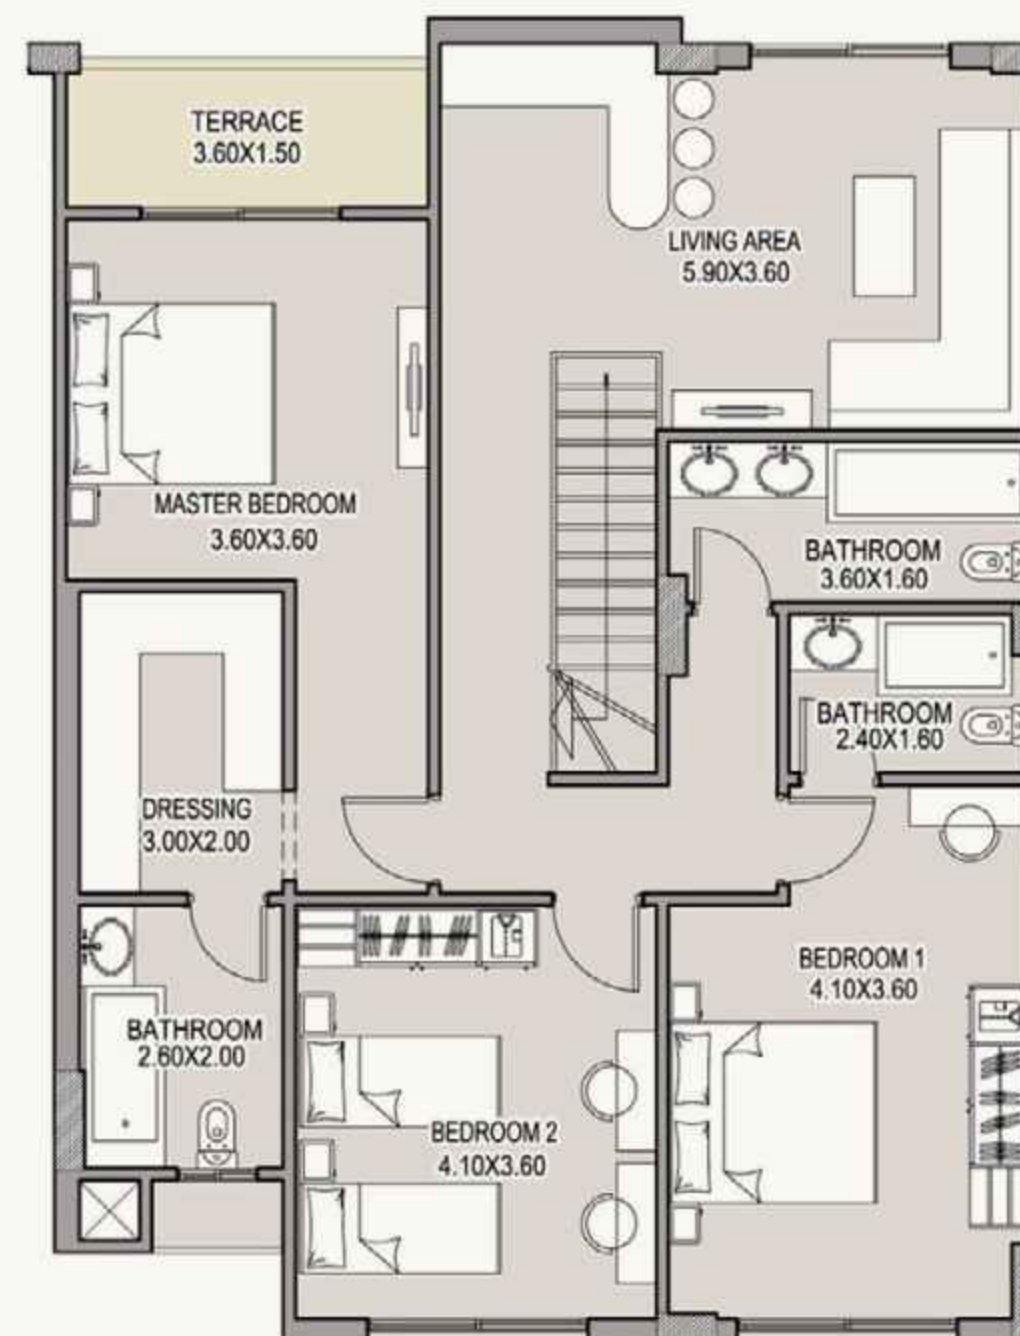 TERRACE
3.60X1.50
LIVING AREA
5.90X3.60
MASTER BEDROOM
3.60X3.60
BATHROOM
3.60X1.60
BATHROOM
2.40X1.60
DRESSING
3.00X2.00
BEDROOM 1
4.10X3.60
BATHROOM
2.60X2.00
BEDROOM 2
4.10X3.60